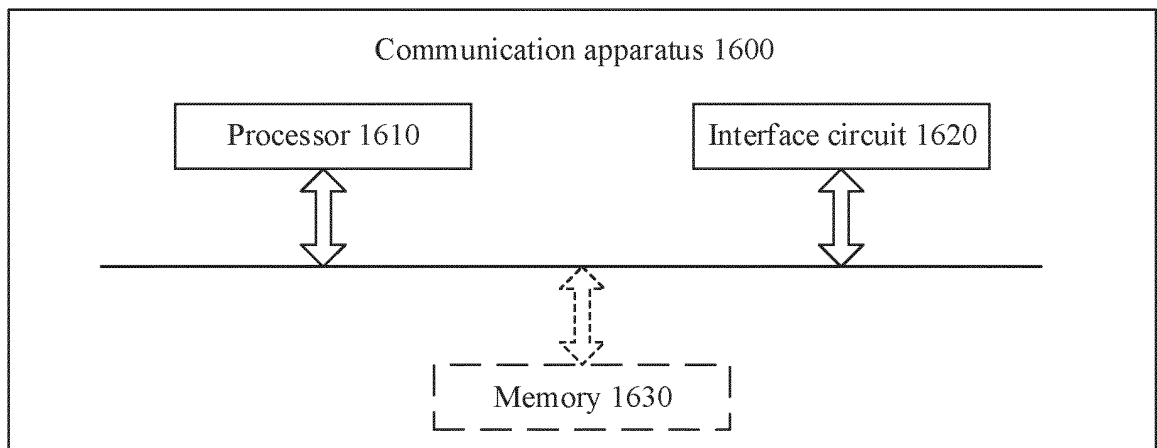 Communication apparatus 1600
Processor 1610
Interface circuit 1620
Memory 1630